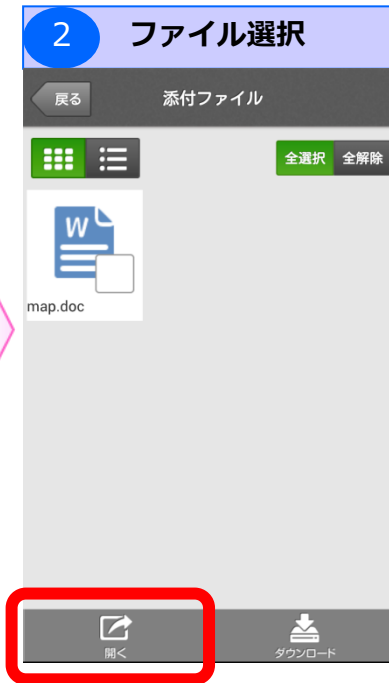 2 ファイル選択
戻る 添付ファイル
全選択 全解除
W
map.doc
開く ダウンロード